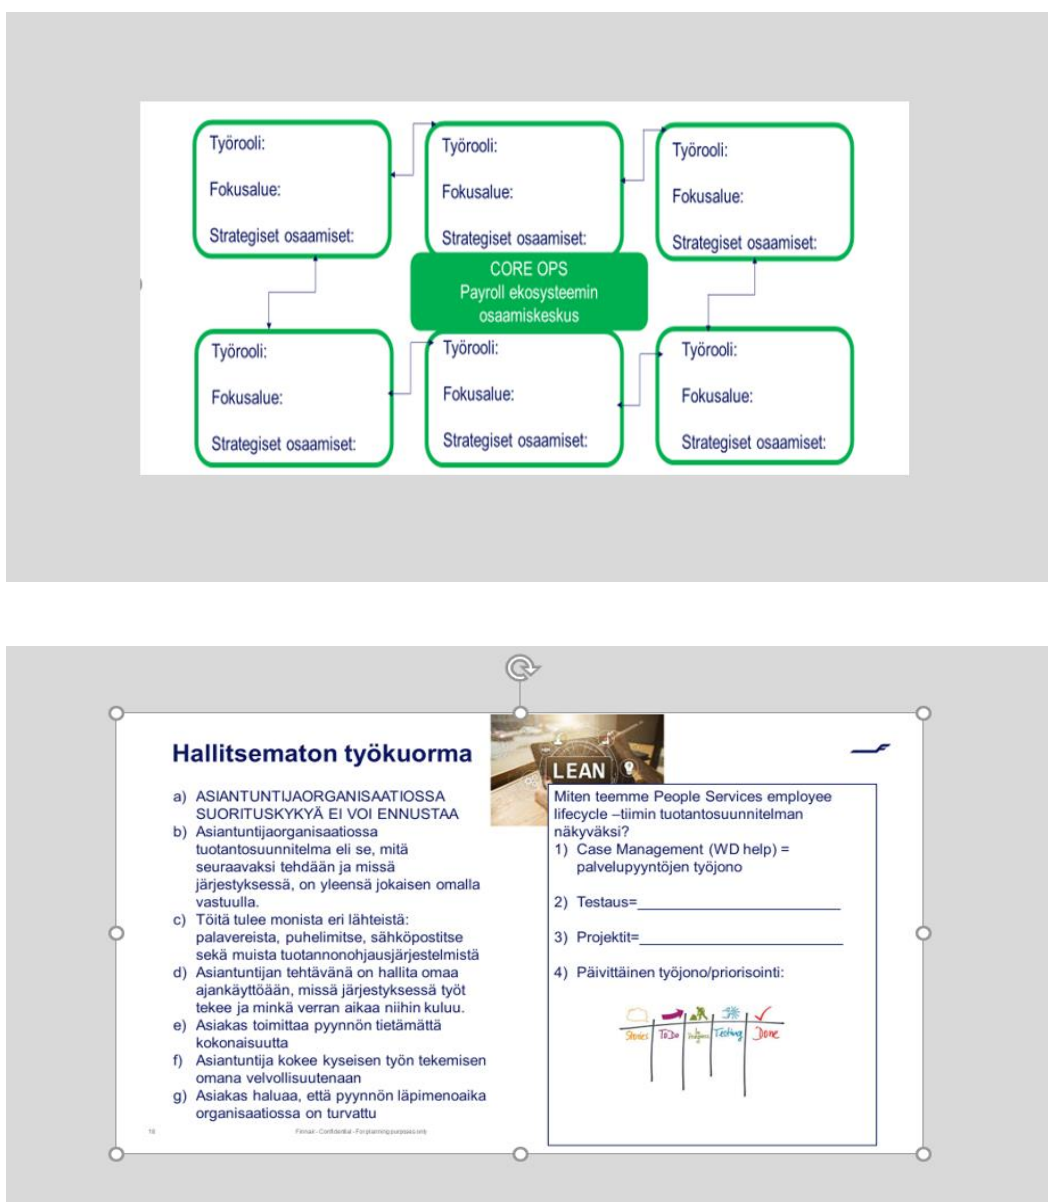 Työrooli:
Fokusalue:
Strategiset osaamiset:
Työrooli:
Fokusalue:
Strategiset osaamiset:
Työrooli:
Fokusalue:
Strategiset osaamiset:
CORE OPS
Payroll ekosysteemin
osaamiskeskus
Työrooli:
Fokusalue:
Strategiset osaamiset:
Työrooli:
Fokusalue:
Strategiset osaamiset:
Työrooli:
Fokusalue:
Strategiset osaamiset:
Hallitsematon työkuorma
a) ASIANTUNTIJAORGANISAATIOSSA
SUORITUSKYKYÄ EI VOI ENNUSTAA
b) Asiantuntijaorganisaatiossa
tuotantosuunnitelma eli se, mitä
seuraavaksi tehdään ja missä
järjestyksessä, on yleensä jokaisen omalla
vastuulla.
c) Töitä tulee monista eri lähteistä:
palavereista, puhelimitse, sähköpostitse
sekä muista tuotannonohjausjärjestelmistä
d) Asiantuntijan tehtävänä on hallita omaa
ajankäyttöään, missä järjestyksessä työt
tekee ja minkä verran aikaa niihin kuluu.
e) Asiakas toimittaa pyynnön tietämättä
kokonaisuutta
f) Asiantuntija kokee kyseisen työn tekemisen
omana velvollisuutenaan
g) Asiakas haluaa, että pyynnön läpimenoaika
organisaatiossa on turvattu
LEAN
Miten teemme People Services employee
lifecycle –tiimin tuotantosuunnitelman
näkyväksi?
1) Case Management (WD help) =
palvelupyyntöjen työjono
2) Testaus=__________________________
3) Projektit=__________________________
4) Päivittäinen työjono/priorisointi:
Stories ToDo In Progress Testing Done
Finnair - Confidential - For planning purposes only